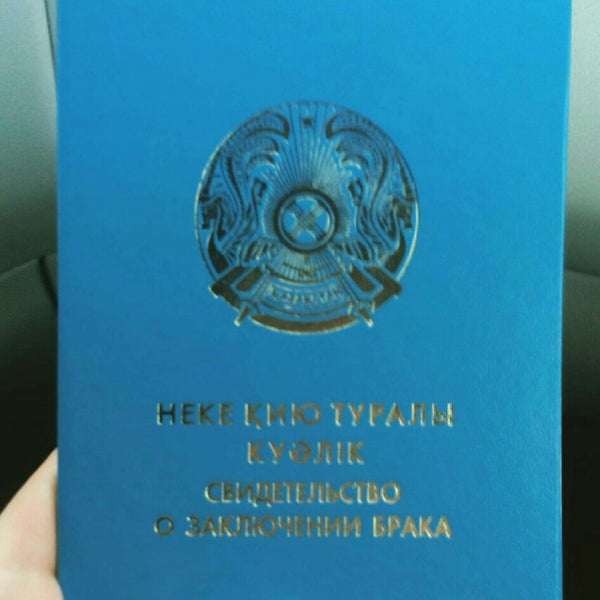 НЕКЕ ҚИЮ ТУРАЛЫ
КУӘЛІК
СВИДЕТЕЛЬСТВО
О ЗАКЛЮЧЕНИИ БРАКА